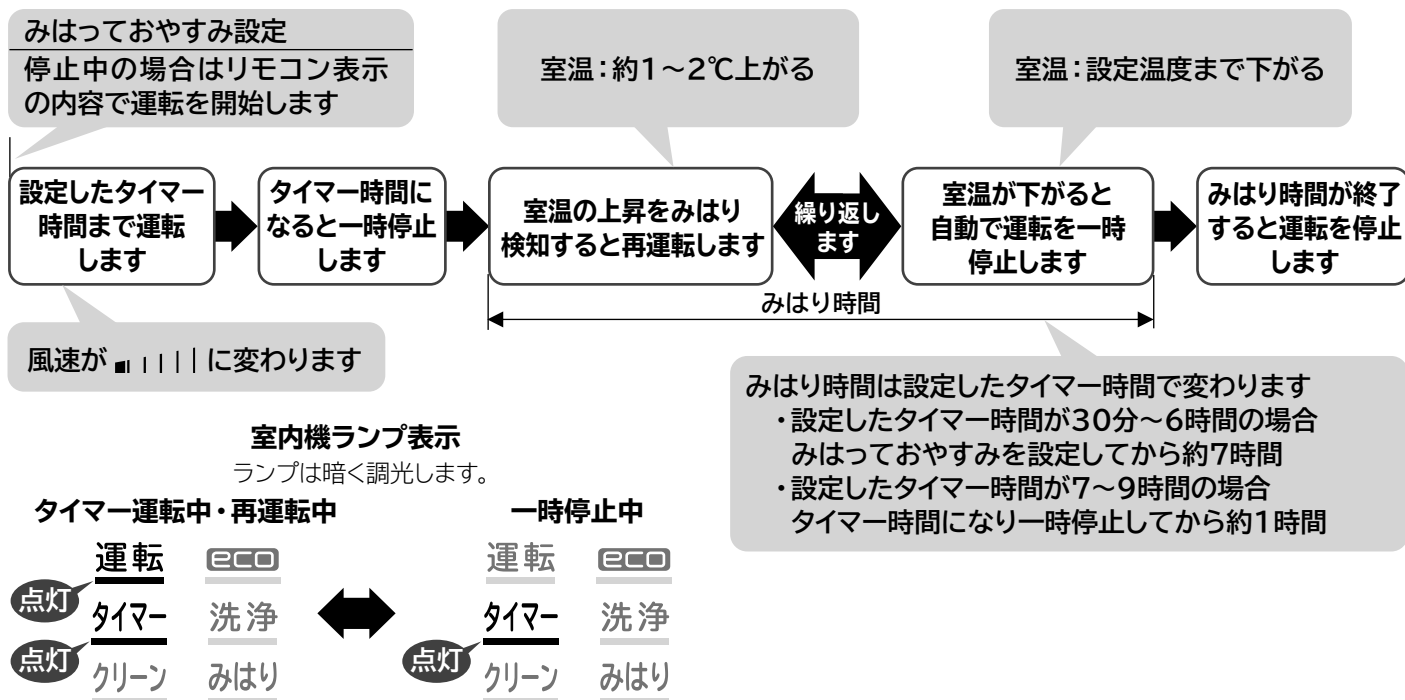 みはっておやすみ設定
停止中の場合はリモコン表示
の内容で運転を開始します
室温：約1～2℃上がる
室温：設定温度まで下がる
設定したタイマー
時間まで運転
します
タイマー時間に
なると一時停止
します
室温の上昇をみはり
検知すると再運転します
繰り返し
ます
室温が下がると
自動で運転を一時
停止します
みはり時間が終了
すると運転を停止
します
みはり時間
風速が に変わります
みはり時間は設定したタイマー時間で変わります
・設定したタイマー時間が30分～6時間の場合
みはっておやすみを設定してから約7時間
・設定したタイマー時間が7～9時間の場合
タイマー時間になり一時停止してから約1時間
室内機ランプ表示
ランプは暗く調光します。
タイマー運転中・再運転中
運転 eco
点灯
タイマー 洗浄
点灯
クリーン みはり
一時停止中
運転 eco
タイマー 洗浄
点灯
クリーン みはり